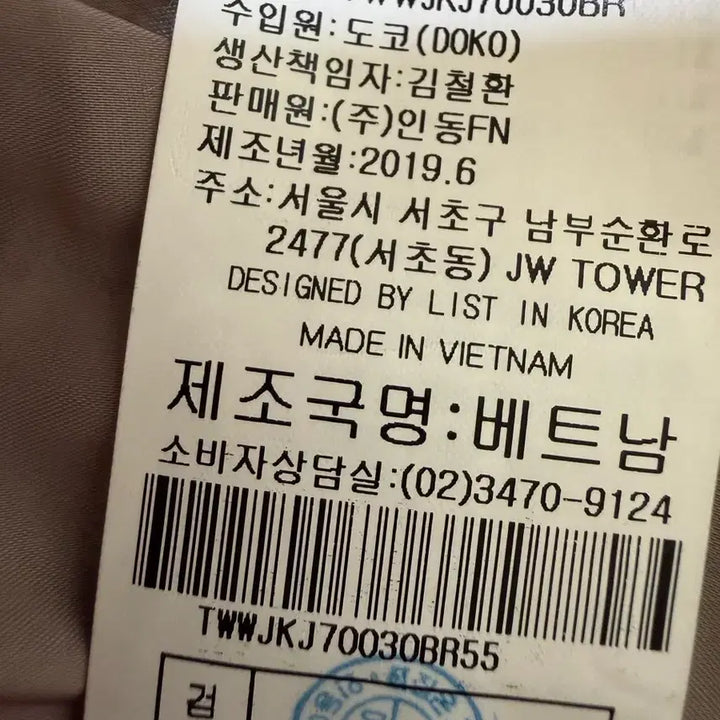 TWWJKJ70030BR
수입원:도코(DOKO)
생산책임자:김철환
판매원:(주)인동FN
제조년월:2019.6
주소:서울시 서초구 남부순환로
2477(서초동) JW TOWER
DESIGNED BY LIST IN KOREA
MADE IN VIETNAM
제조국명:베트남
소바자상담실:(02)3470-9124
TWWJKJ70030BR55
검